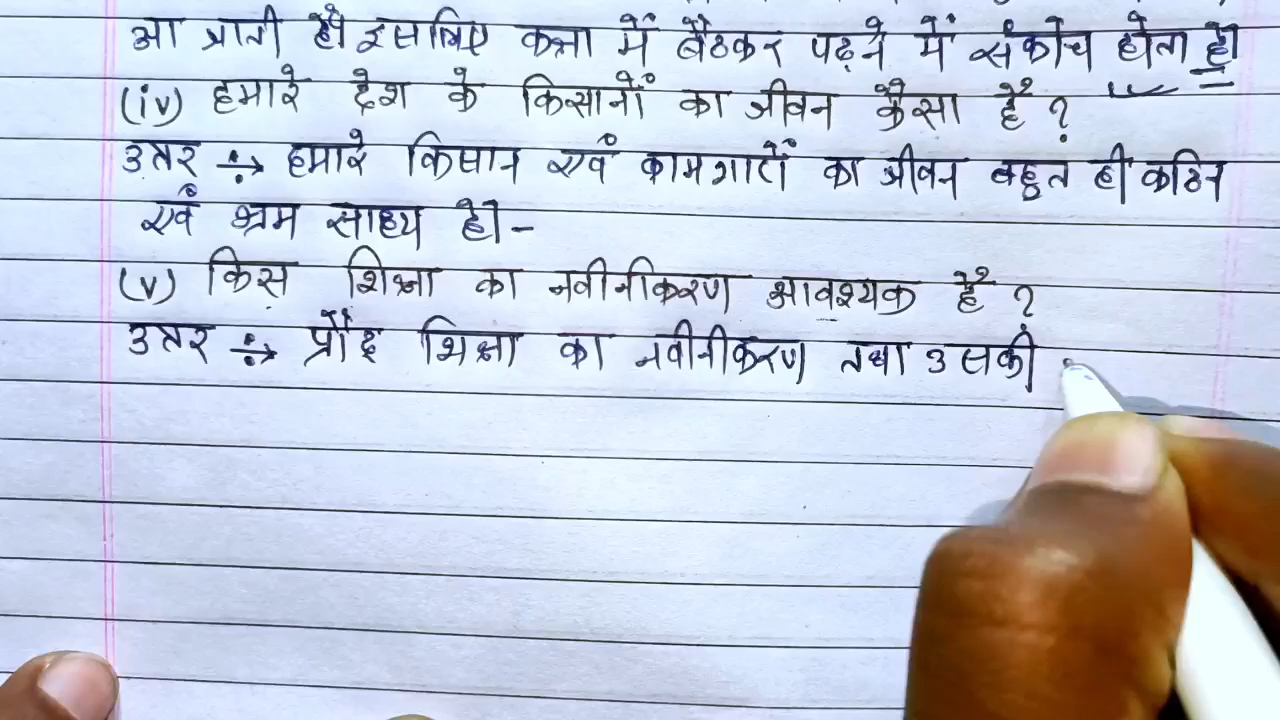 आ जाती है। इसलिए कक्षा में बैठकर पढ़ने में संकोच होता है।
(iv) हमारे देश के किसानों का जीवन कैसा है ?
उत्तर ÷→ हमारे किसान एवं कामगारों का जीवन बहुत ही कठिन
एवं श्रम साध्य है। -
(v) किस शिक्षा का नवीनीकरण आवश्यक है ?
उत्तर ÷→ प्रौढ़ शिक्षा का नवीनीकरण तथा उसकी